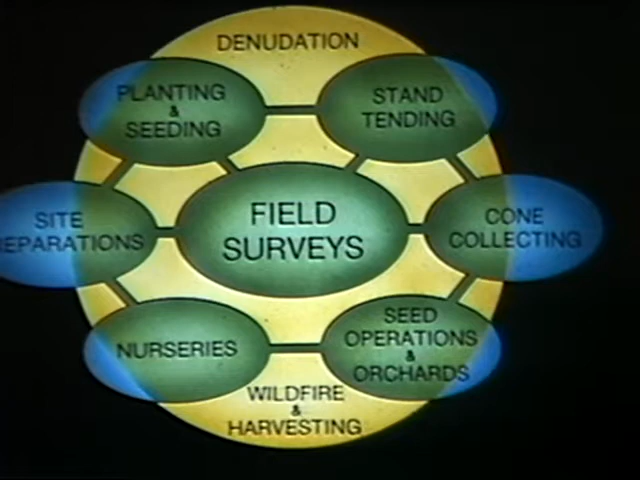 DENUDATION
PLANTING
&
SEEDING
STAND
TENDING
FIELD
SURVEYS
SITE
EPARATIONS
CONE
COLLECTING
NURSERIES
SEED
OPERATIONS
&
ORCHARDS
WILDFIRE
&
HARVESTING